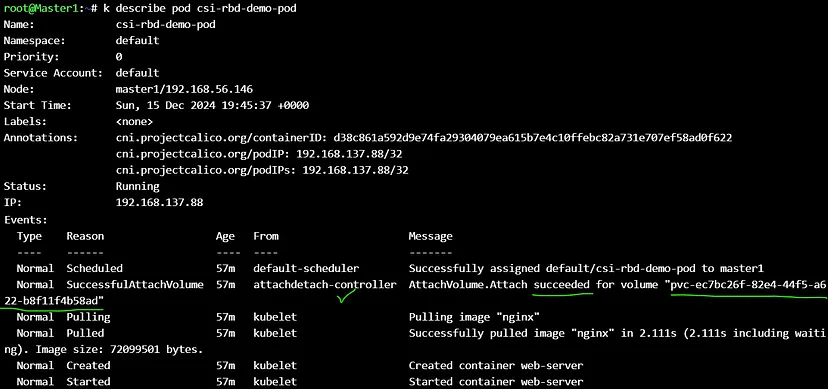 root@Master1:~# k describe pod csi-rbd-demo-pod
Name:             csi-rbd-demo-pod
Namespace:        default
Priority:         0
Service Account:  default
Node:             master1/192.168.56.146
Start Time:       Sun, 15 Dec 2024 19:45:37 +0000
Labels:           <none>
Annotations:      cni.projectcalico.org/containerID: d38c861a592d9e74fa29304079ea615b7e4c10ffebc82a731e707ef58ad0f622
                  cni.projectcalico.org/podIP: 192.168.137.88/32
                  cni.projectcalico.org/podIPs: 192.168.137.88/32
Status:           Running
IP:               192.168.137.88
Events:
  Type    Reason                  Age   From                     Message
  ----    ------                  ----  ----                     -------
  Normal  Scheduled               57m   default-scheduler        Successfully assigned default/csi-rbd-demo-pod to master1
  Normal  SuccessfulAttachVolume  57m   attachdetach-controller  AttachVolume.Attach succeeded for volume "pvc-ec7bc26f-82e4-44f5-a6
22-b8f11f4b58ad"
  Normal  Pulling                 57m   kubelet                  Pulling image "nginx"
  Normal  Pulled                  57m   kubelet                  Successfully pulled image "nginx" in 2.111s (2.111s including waiti
ng). Image size: 72099501 bytes.
  Normal  Created                 57m   kubelet                  Created container web-server
  Normal  Started                 57m   kubelet                  Started container web-server